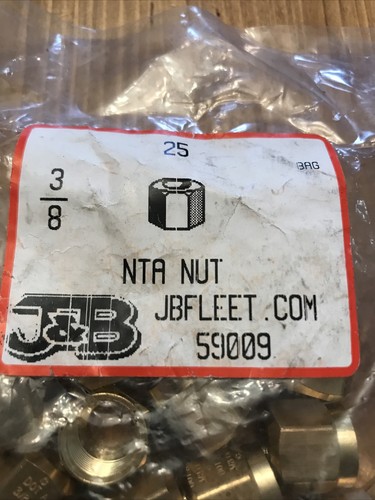 25
BAG
3
8
NTA NUT
J&B
JBFLEET.COM
59009